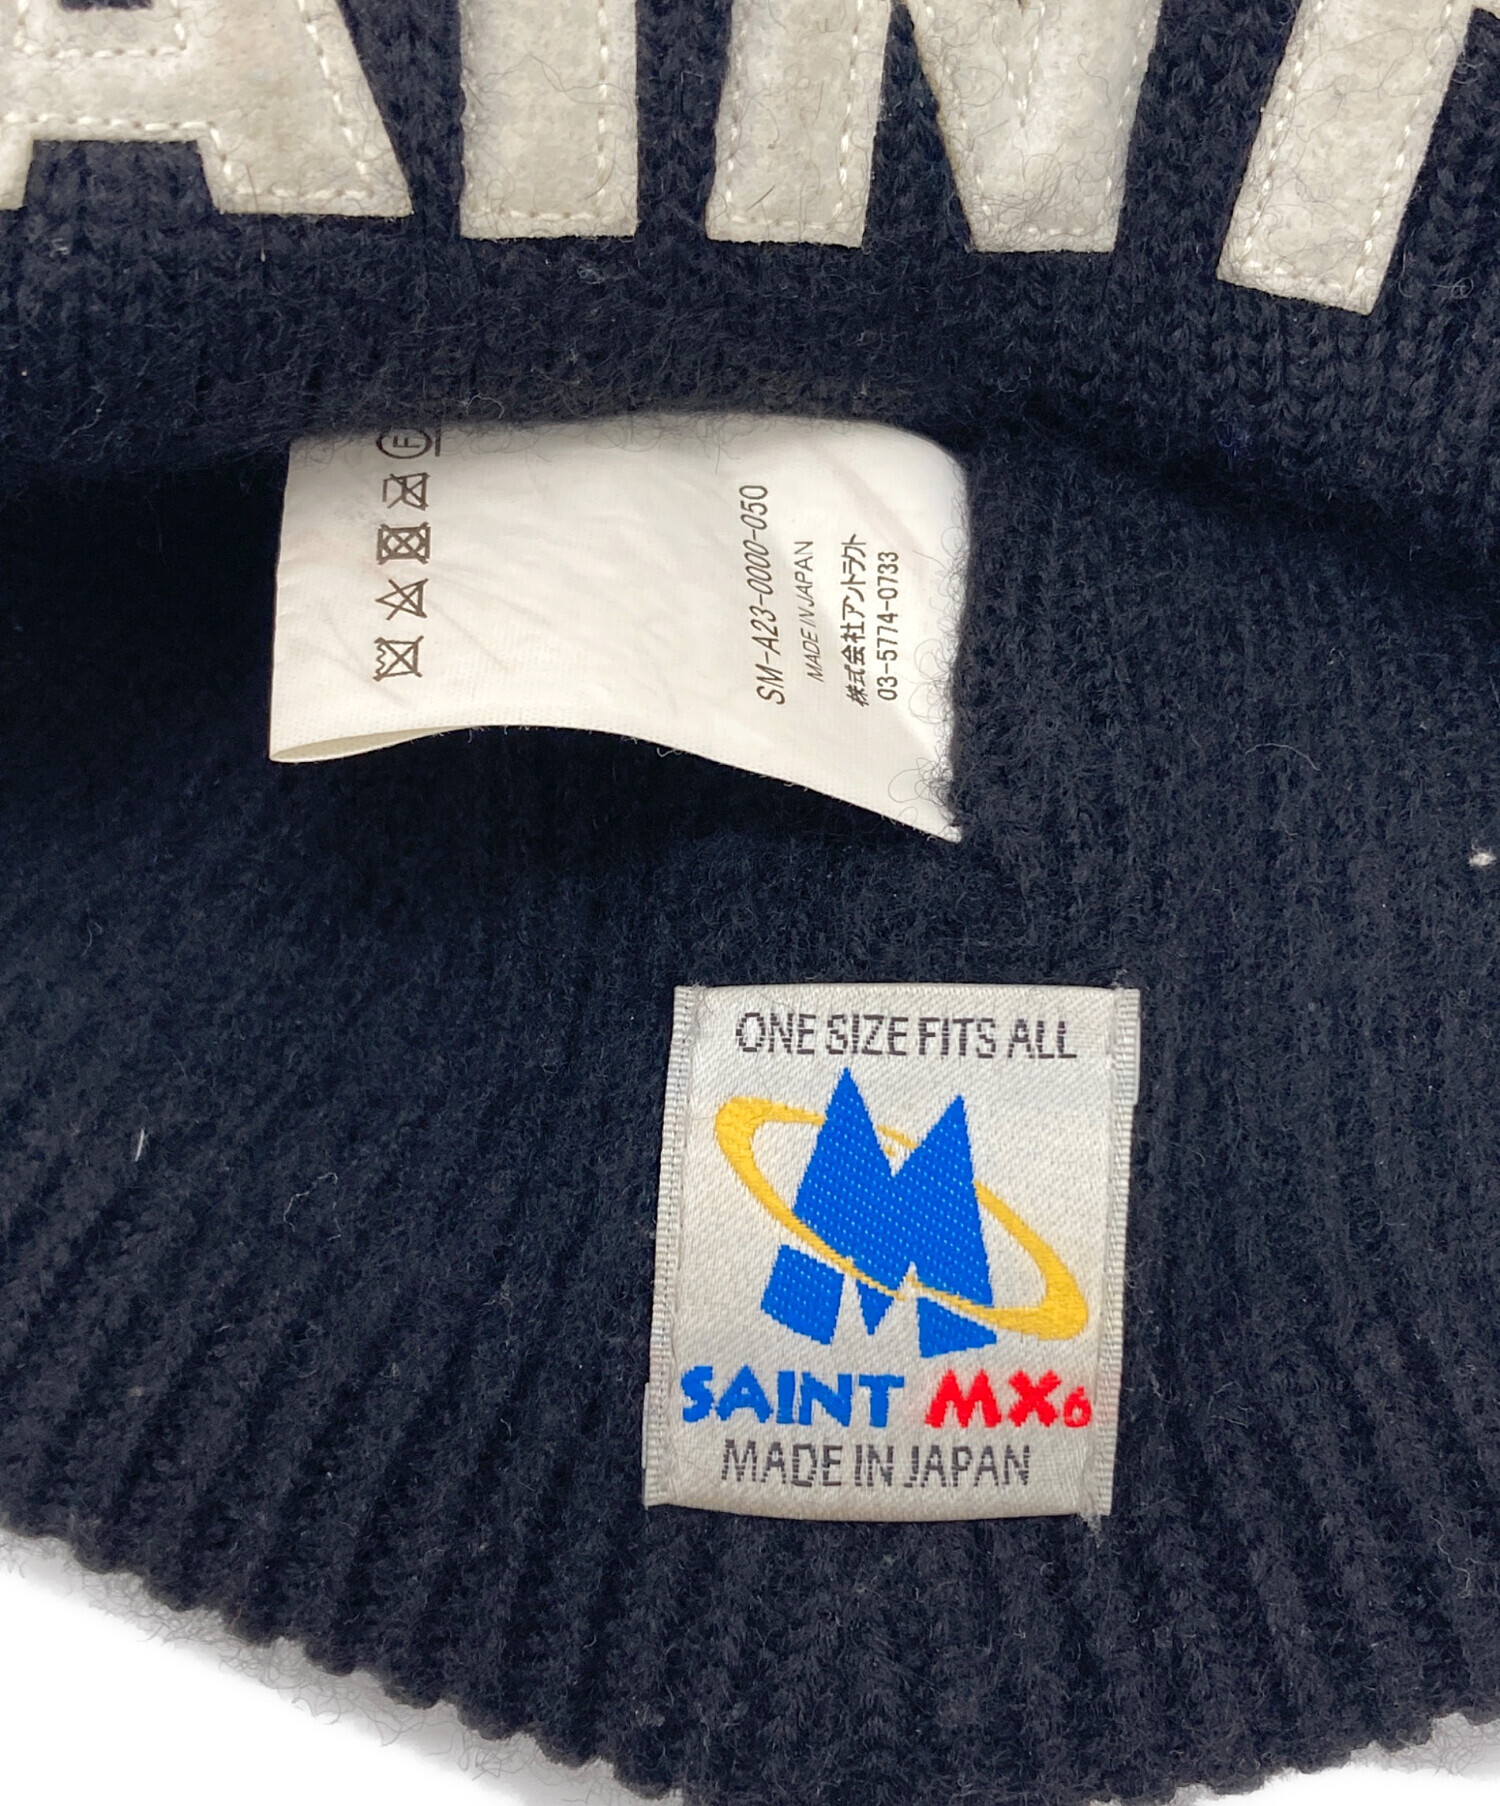 AINT
SM-A23-0000-050
MADE IN JAPAN
株式会社アントラクト
03-5774-0733
ONE SIZE FITS ALL
M
SAINT MX6
MADE IN JAPAN